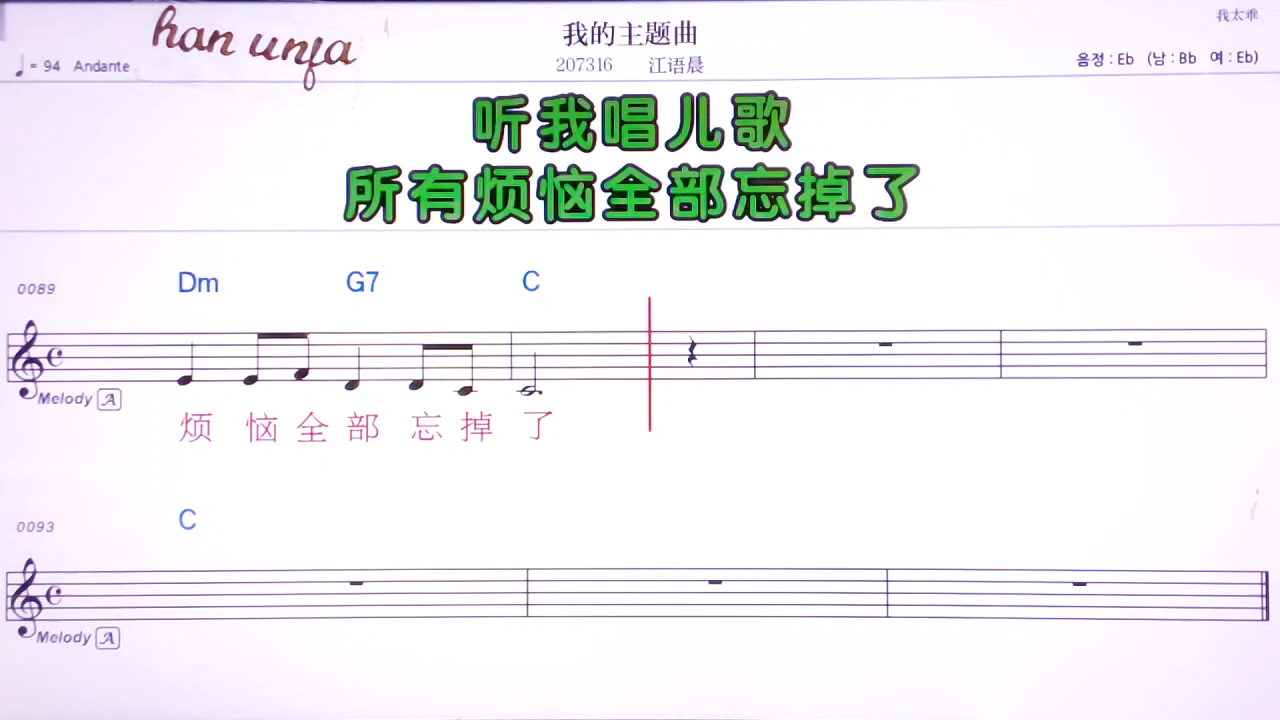 han unfa
我的主题曲
我太乖
♩= 94 Andante
207316 江语晨
음정 : Eb (남 : Bb 여 : Eb)
听我唱儿歌
所有烦恼全部忘掉了
0089
Dm G7 C
Melody A
烦 恼 全 部 忘 掉 了
0093
C
Melody A